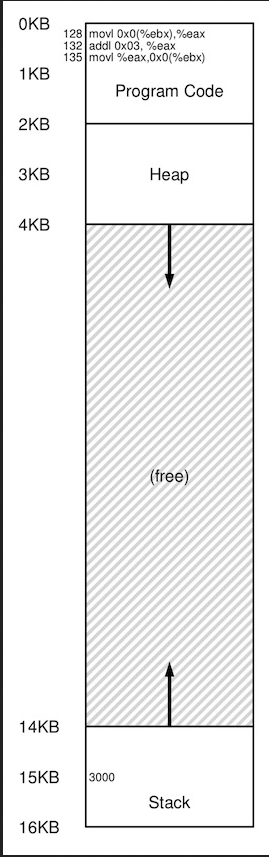 0KB
128 movl 0x0(%ebx),%eax
132 addl 0x03, %eax
135 movl %eax,0x0(%ebx)
1KB
Program Code
2KB
3KB Heap
4KB
(free)
14KB
15KB 3000
Stack
16KB